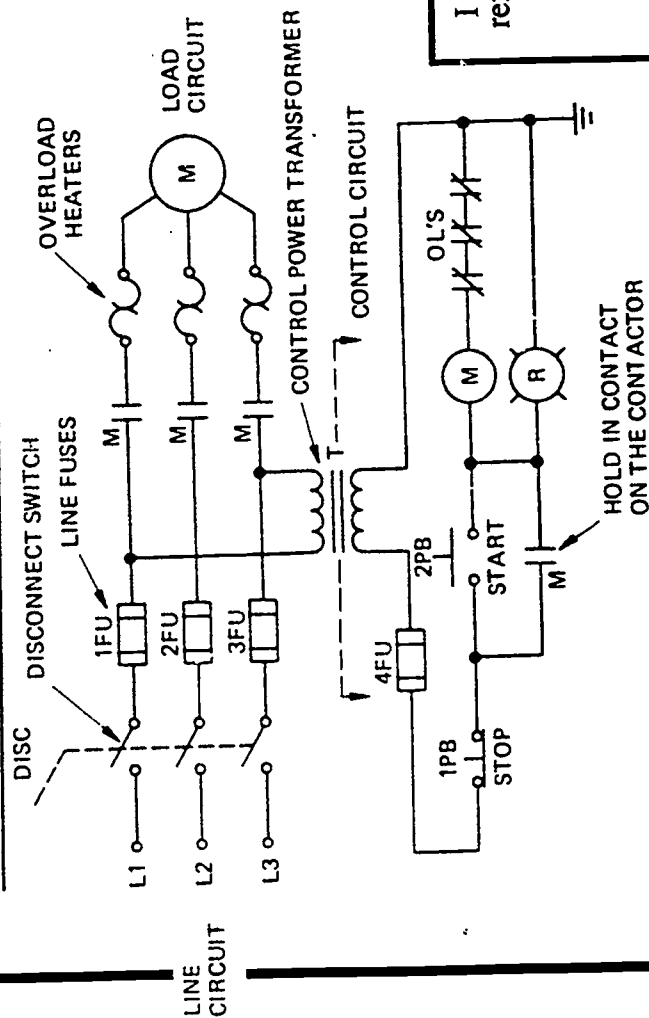 DISC
DISCONNECT SWITCH
LINE FUSES
OVERLOAD
HEATERS
LOAD
CIRCUIT
LINE
CIRCUIT
L1
L2
L3
1FU
2FU
3FU
M
M
M
M
CONTROL POWER TRANSFORMER
T
CONTROL CIRCUIT
4FU
1PB
STOP
2PB
START
M
M
R
OL'S
HOLD IN CONTACT
ON THE CONTACTOR
I